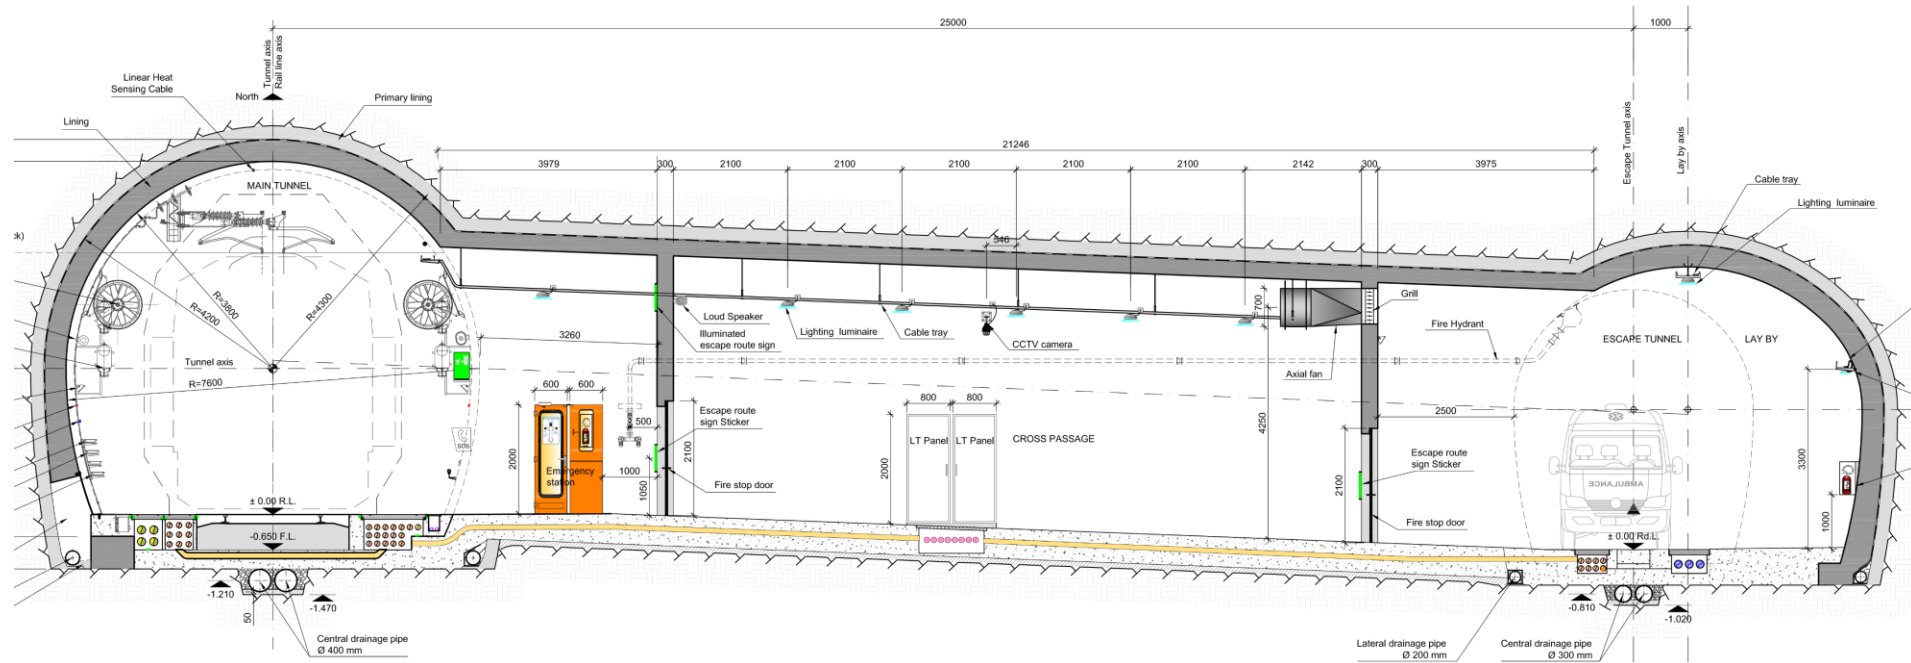 25000
1000
Tunnel axis
Rail line axis
Linear Heat
Sensing Cable
North
Primary lining
Lining
Escape Tunnel axis
Lay by axis
21246
3979
300
2100
2100
2100
2100
2100
2142
300
3975
Cable tray
Lighting luminaire
MAIN TUNNEL
ck)
546
R=3800
R=4200
R=4300
700
Grill
Loud Speaker
Illuminated
escape route sign
Lighting luminaire
Cable tray
CCTV camera
Fire Hydrant
ESCAPE TUNNEL
LAY BY
3260
Tunnel axis
Axial fan
R=7600
600
600
800
800
2500
500
Escape route
sign Sticker
LT Panel
LT Panel
CROSS PASSAGE
4250
SOS
2000
Emergency
station
1000
1050
2100
2000
Fire stop door
2100
Escape route
sign Sticker
Fire stop door
AMBULANCE
3300
1000
± 0.00 R.L.
-0.650 F.L.
± 0.00 Rd.L
-1.210
-1.470
50
-0.810
-1.020
Central drainage pipe
Ø 400 mm
Lateral drainage pipe
Ø 200 mm
Central drainage pipe
Ø 300 mm